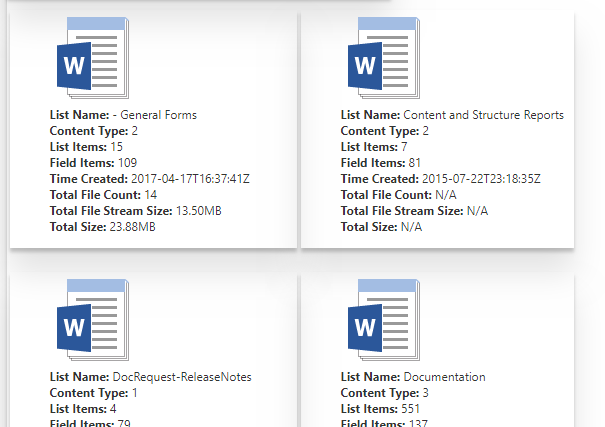 W
List Name: - General Forms
Content Type: 2
List Items: 15
Field Items: 109
Time Created: 2017-04-17T16:37:41Z
Total File Count: 14
Total File Stream Size: 13.50MB
Total Size: 23.88MB
W
List Name: Content and Structure Reports
Content Type: 2
List Items: 7
Field Items: 81
Time Created: 2015-07-22T23:18:35Z
Total File Count: N/A
Total File Stream Size: N/A
Total Size: N/A
W
List Name: DocRequest-ReleaseNotes
Content Type: 1
List Items: 4
Field Items: 79
W
List Name: Documentation
Content Type: 3
List Items: 551
Field Items: 137